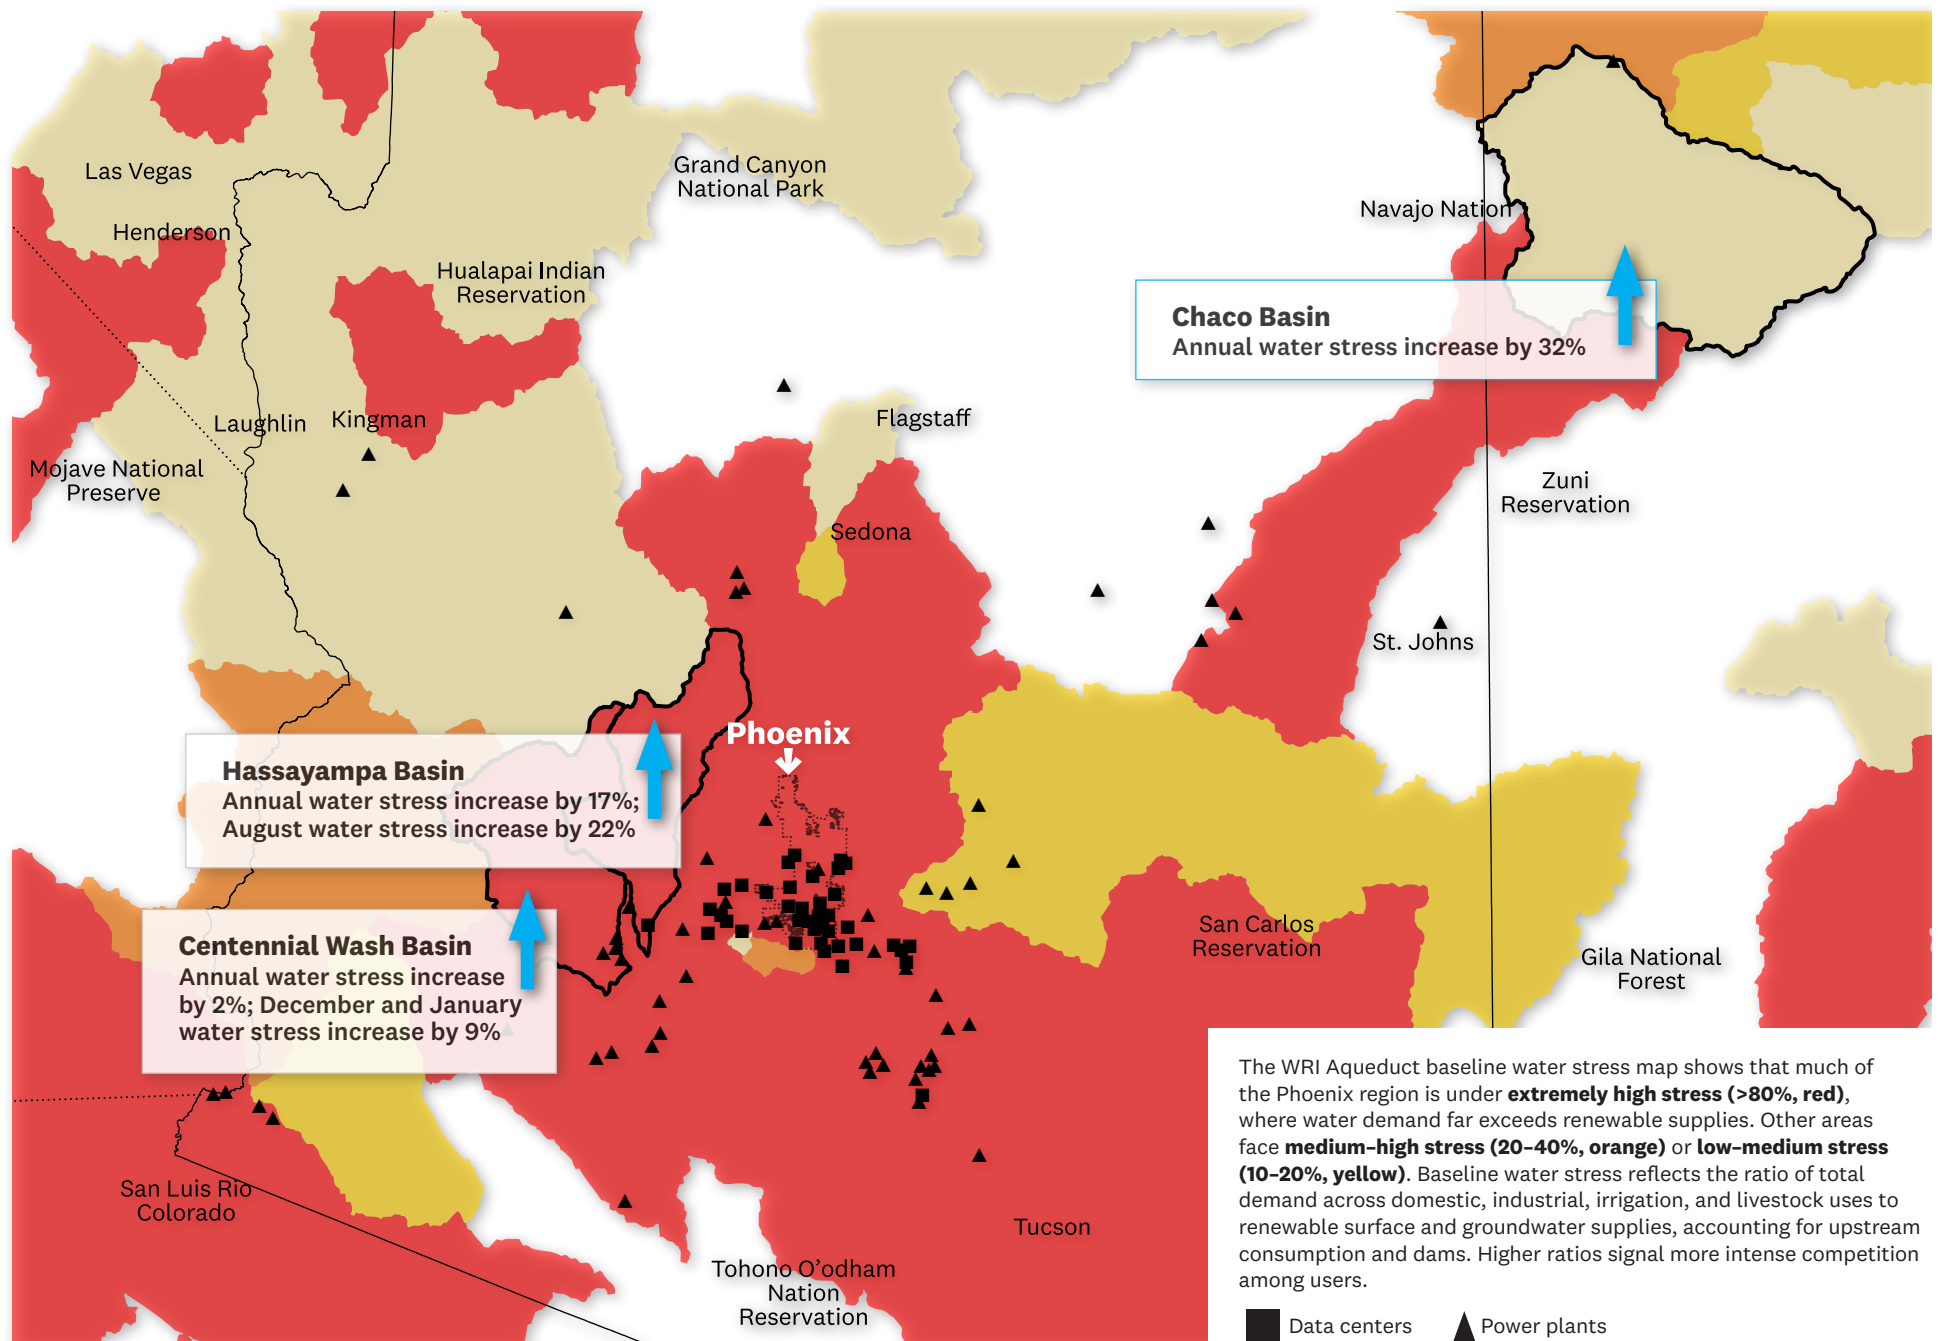 Las Vegas
Henderson
Grand Canyon
National Park
Hualapai Indian
Reservation
Navajo Nation
Chaco Basin
Annual water stress increase by 32%
Laughlin
Kingman
Flagstaff
Mojave National
Preserve
Sedona
Zuni
Reservation
St. Johns
Phoenix
Hassayampa Basin
Annual water stress increase by 17%;
August water stress increase by 22%
Centennial Wash Basin
Annual water stress increase
by 2%; December and January
water stress increase by 9%
San Carlos
Reservation
Gila National
Forest
San Luis Rio
Colorado
Tucson
Tohono O’odham
Nation
Reservation
The WRI Aqueduct baseline water stress map shows that much of
the Phoenix region is under extremely high stress (>80%, red),
where water demand far exceeds renewable supplies. Other areas
face medium–high stress (20–40%, orange) or low–medium stress
(10–20%, yellow). Baseline water stress reflects the ratio of total
demand across domestic, industrial, irrigation, and livestock uses to
renewable surface and groundwater supplies, accounting for upstream
consumption and dams. Higher ratios signal more intense competition
among users.
Data centers
Power plants